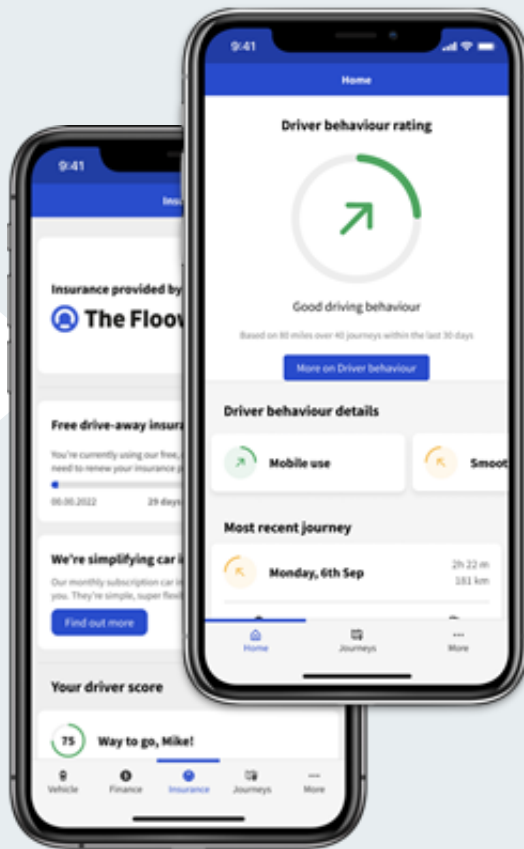 9:41
Home
Driver behaviour rating
Good driving behaviour
Based on 80 miles over 40 journeys within the last 30 days
More on Driver behaviour
Driver behaviour details
Mobile use
Smoot
Most recent journey
Monday, 6th Sep
2h 22 m
181 km
Home
Journeys
More
9:41
Insu
Insurance provided by
The Floow
Free drive-away insura
You're currently using our free,
need to renew your insurance p
00.00.2022
29 days
We're simplifying car i
Our monthly subscription car in
you. They're simple, super flexi
Find out more
Your driver score
75
Way to go, Mike!
Vehicle
Finance
Insurance
Journeys
More